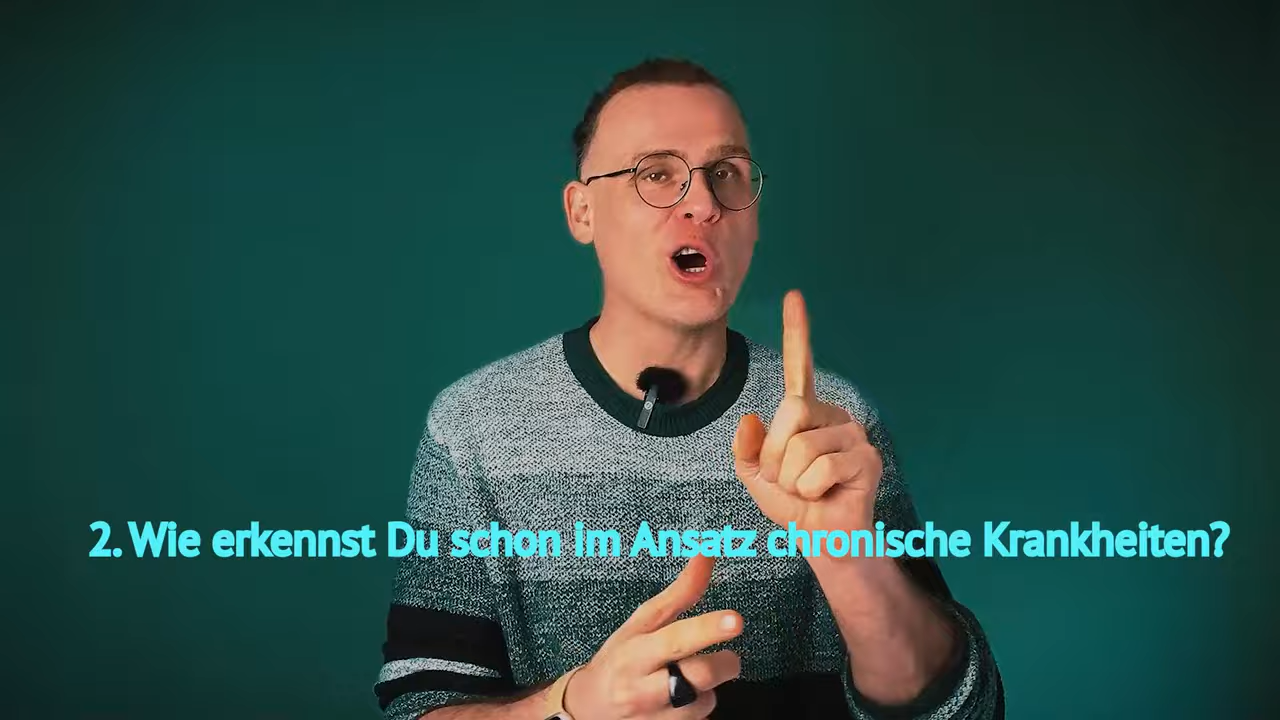 2. Wie erkennst Du schon im Ansatz chronische Krankheiten?